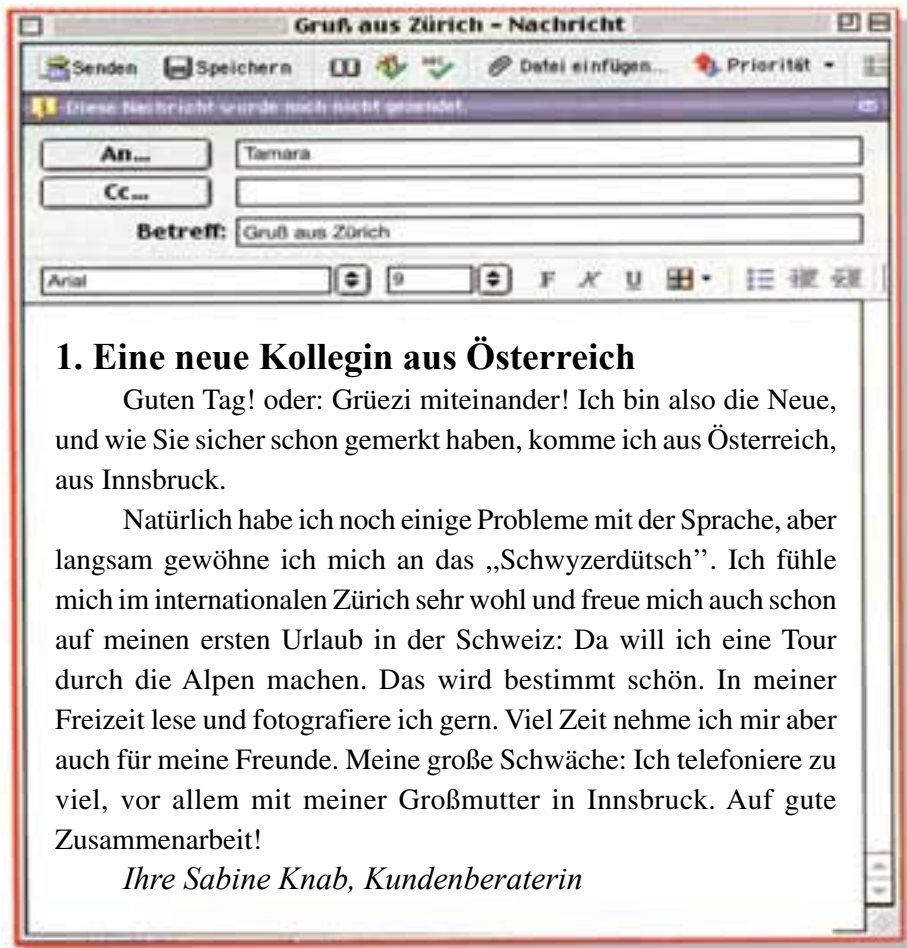 Gruß aus Zürich – Nachricht
Senden Speichern Datei einfügen... Priorität
Diese Nachricht wurde noch nicht gesendet.
An... Tamara
Cc...
Betreff: Gruß aus Zürich
Arial 9 F K U
1. Eine neue Kollegin aus Österreich
Guten Tag! oder: Grüezi miteinander! Ich bin also die Neue,
und wie Sie sicher schon gemerkt haben, komme ich aus Österreich,
aus Innsbruck.
Natürlich habe ich noch einige Probleme mit der Sprache, aber
langsam gewöhne ich mich an das ,,Schwyzerdütsch’’. Ich fühle
mich im internationalen Zürich sehr wohl und freue mich auch schon
auf meinen ersten Urlaub in der Schweiz: Da will ich eine Tour
durch die Alpen machen. Das wird bestimmt schön. In meiner
Freizeit lese und fotografiere ich gern. Viel Zeit nehme ich mir aber
auch für meine Freunde. Meine große Schwäche: Ich telefoniere zu
viel, vor allem mit meiner Großmutter in Innsbruck. Auf gute
Zusammenarbeit!
Ihre Sabine Knab, Kundenberaterin